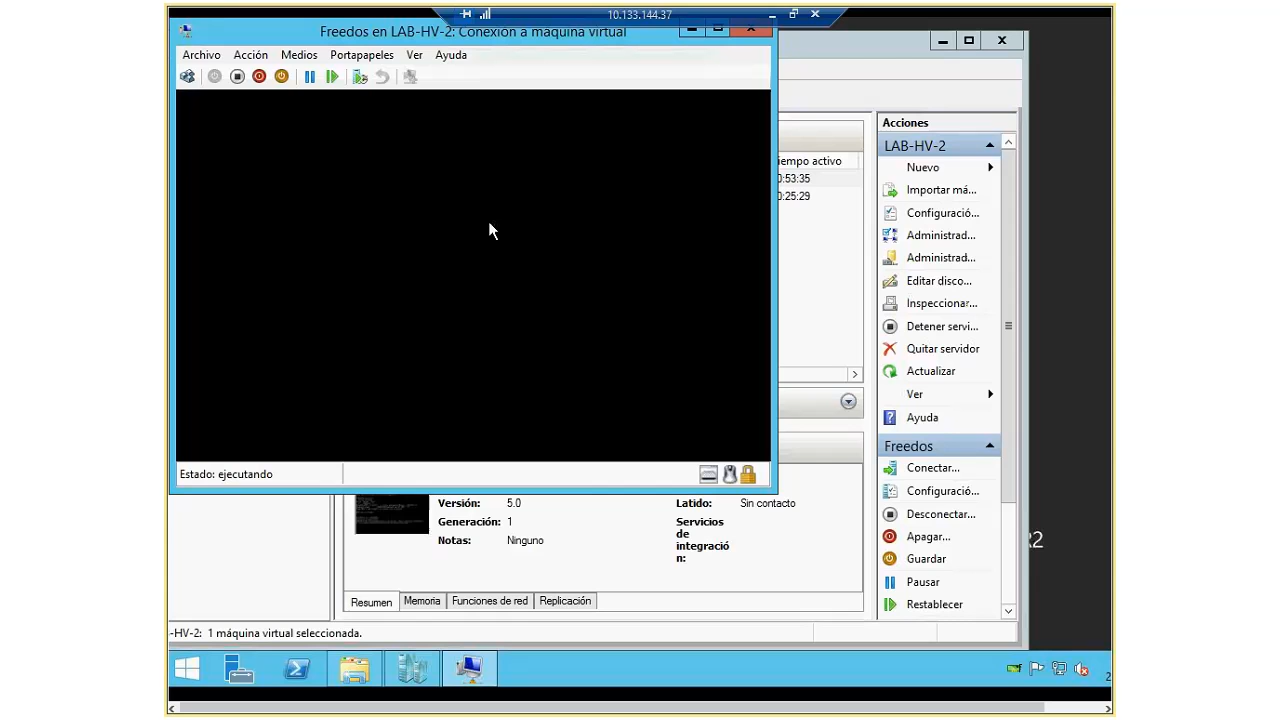 10.133.144.37
Freedos en LAB-HV-2: Conexión a máquina virtual
Archivo Acción Medios Portapapeles Ver Ayuda
Estado: ejecutando
iempo activo
0:53:35
0:25:29
Versión: 5.0
Generación: 1
Notas: Ninguno
Latido: Sin contacto
Servicios
de
integració
n:
Resumen Memoria Funciones de red Replicación
-HV-2: 1 máquina virtual seleccionada.
Acciones
LAB-HV-2
Nuevo
Importar má...
Configuració...
Administrad...
Administrad...
Editar disco...
Inspeccionar...
Detener servi...
Quitar servidor
Actualizar
Ver
Ayuda
Freedos
Conectar...
Configuració...
Desconectar...
Apagar...
Guardar
Pausar
Restablecer
R2
2